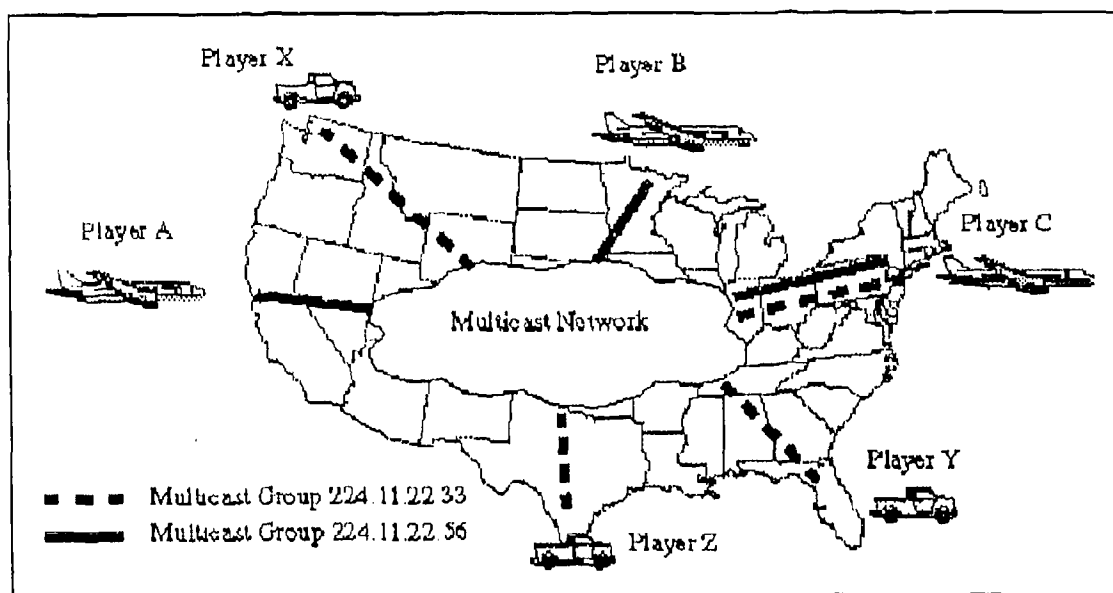 Player X
Player B
Player A
Player C
Multicast Network
Player Y
Multicast Group 224.11.22.33
Multicast Group 224.11.22.56
Player Z